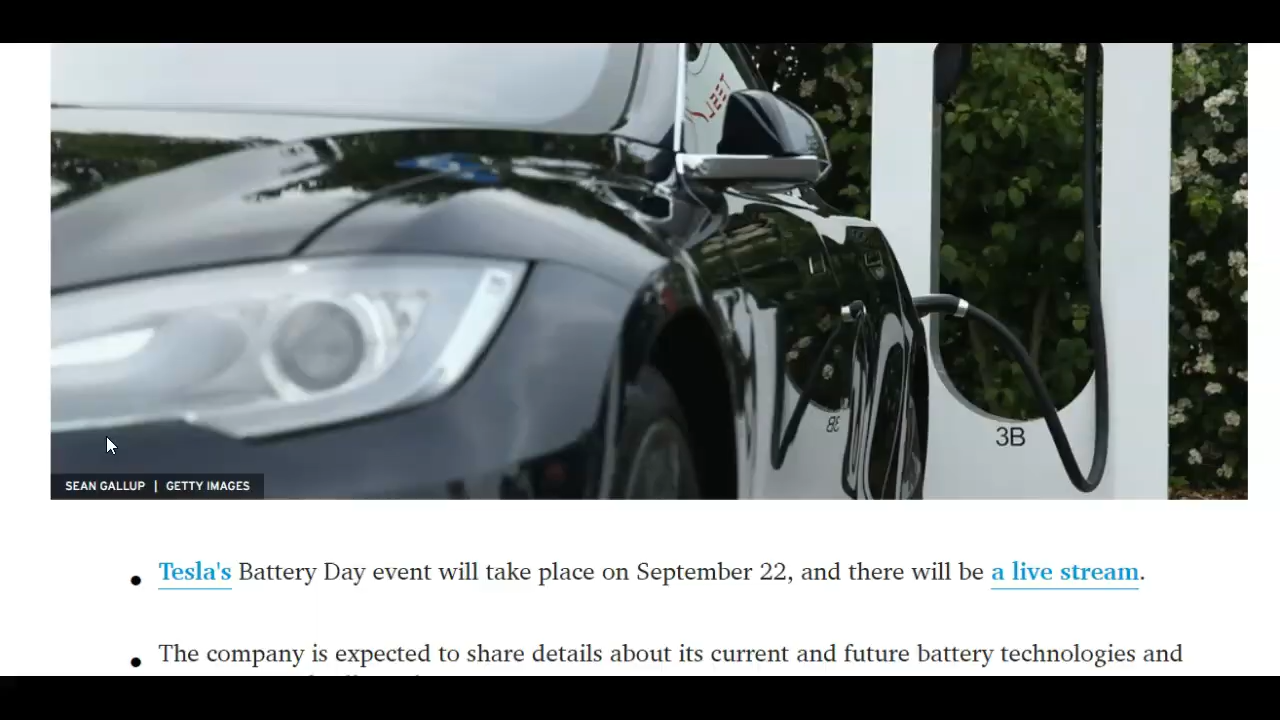 TESL
3B
SEAN GALLUP | GETTY IMAGES
Tesla's Battery Day event will take place on September 22, and there will be a live stream.
The company is expected to share details about its current and future battery technologies and